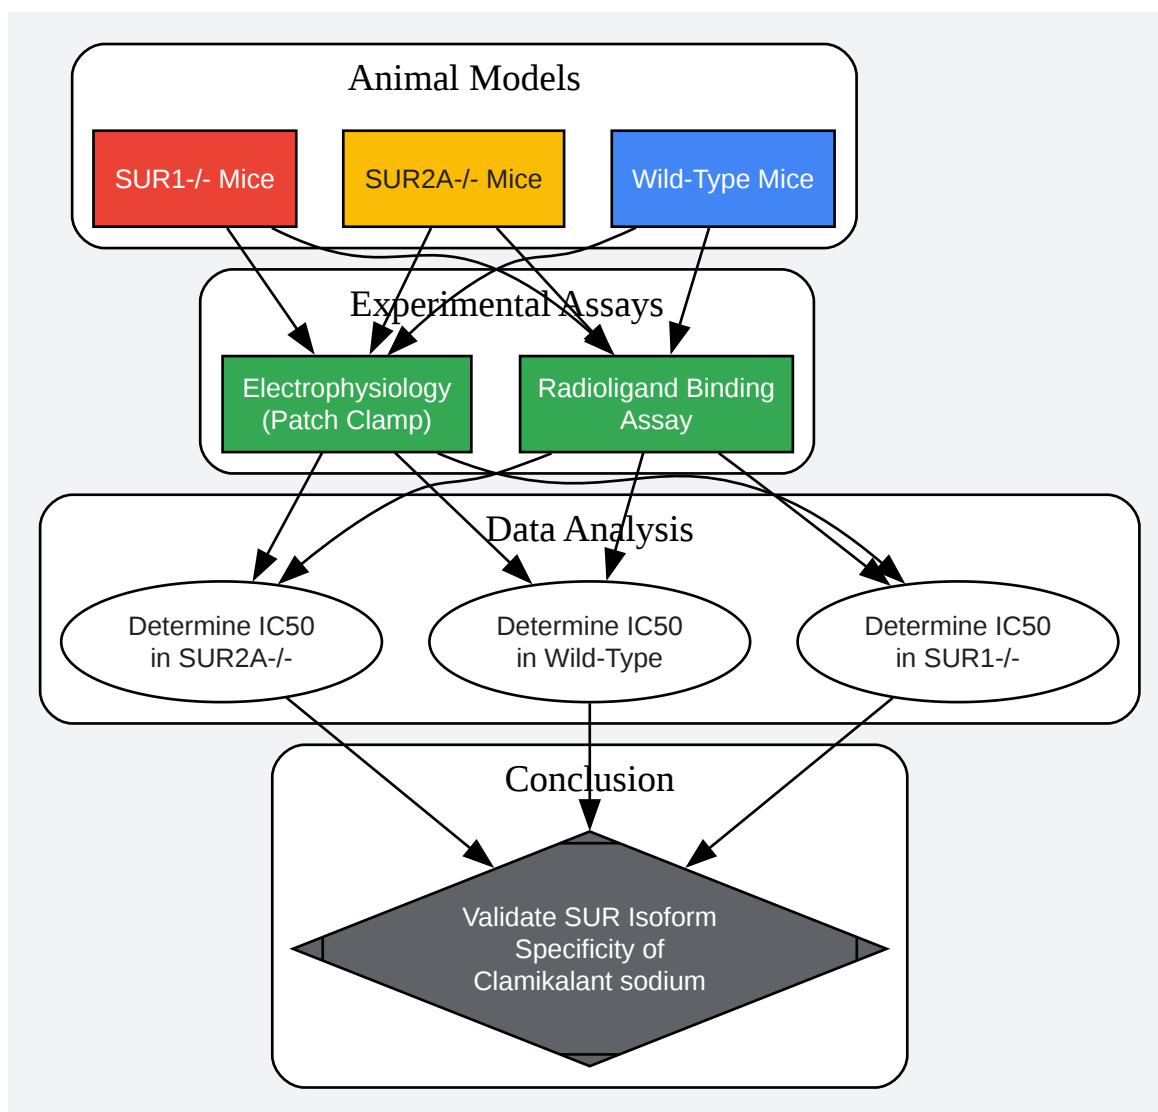 Animal Models
SUR1-/- Mice
SUR2A-/- Mice
Wild-Type Mice
Experimental Assays
Electrophysiology
(Patch Clamp)
Radioligand Binding
Assay
Data Analysis
Determine IC50
in SUR2A-/-
Determine IC50
in Wild-Type
Determine IC50
in SUR1-/-
Conclusion
Validate SUR Isoform
Specificity of
Clamikalant sodium